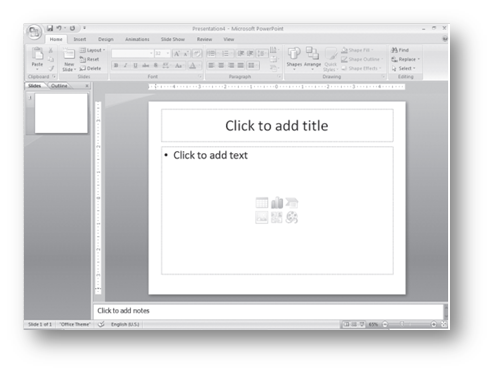 Presentation4 - Microsoft PowerPoint
Home Insert Design Animations Slide Show Review View
Paste
New Slide
Layout
Reset
Delete
Shapes Arrange Quick Styles
Shape Fill
Shape Outline
Shape Effects
Find
Replace
Select
Clipboard Slides Font Paragraph Drawing Editing
Slides Outline
1
Click to add title
• Click to add text
Click to add notes
Slide 1 of 1 "Office Theme" English (U.S.) 65%